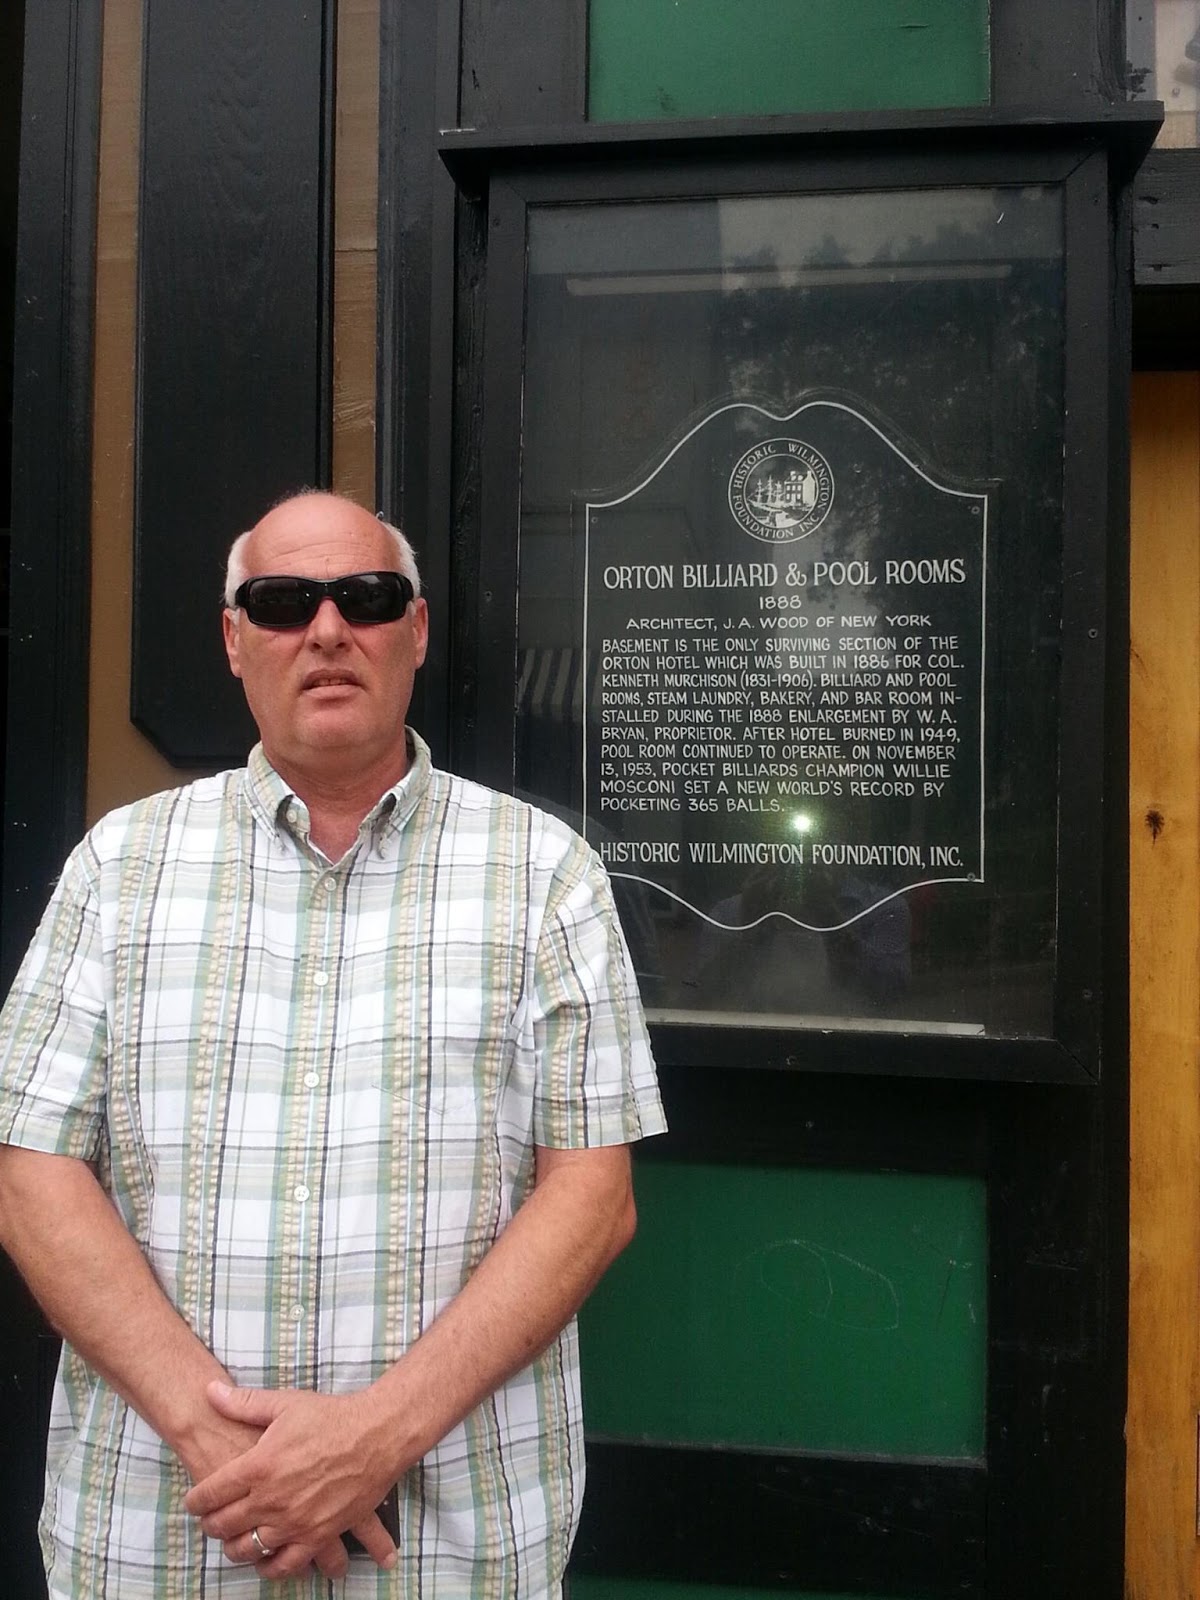 HISTORIC WILMINGTON
FOUNDATION INC.
ORTON BILLIARD & POOL ROOMS
1888
ARCHITECT, J. A. WOOD OF NEW YORK
BASEMENT IS THE ONLY SURVIVING SECTION OF THE
ORTON HOTEL WHICH WAS BUILT IN 1886 FOR COL.
KENNETH MURCHISON (1831-1906). BILLIARD AND POOL
ROOMS, STEAM LAUNDRY, BAKERY, AND BAR ROOM IN-
STALLED DURING THE 1888 ENLARGEMENT BY W. A.
BRYAN, PROPRIETOR. AFTER HOTEL BURNED IN 1949,
POOL ROOM CONTINUED TO OPERATE. ON NOVEMBER
13, 1953, POCKET BILLIARDS CHAMPION WILLIE
MOSCONI SET A NEW WORLD'S RECORD BY
POCKETING 365 BALLS.
HISTORIC WILMINGTON FOUNDATION, INC.